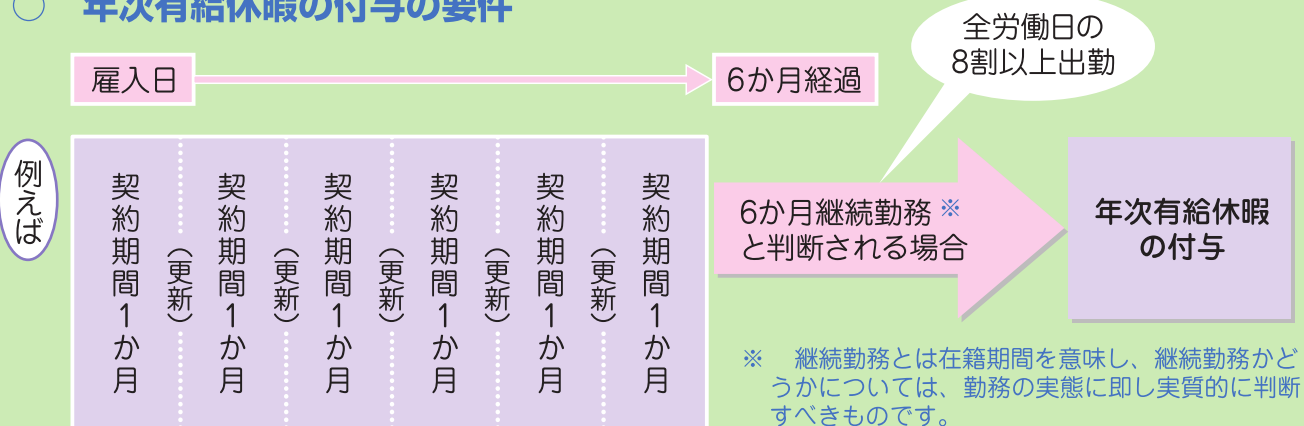 ○ 年次有給休暇の付与の要件
全労働日の
8割以上出勤
雇入日
6か月経過
例えば
契約期間1か月
(更新)
契約期間1か月
(更新)
契約期間1か月
(更新)
契約期間1か月
(更新)
契約期間1か月
(更新)
契約期間1か月
6か月継続勤務※
と判断される場合
年次有給休暇
の付与
※ 継続勤務とは在籍期間を意味し、継続勤務かど
うかについては、勤務の実態に即し実質的に判断
すべきものです。